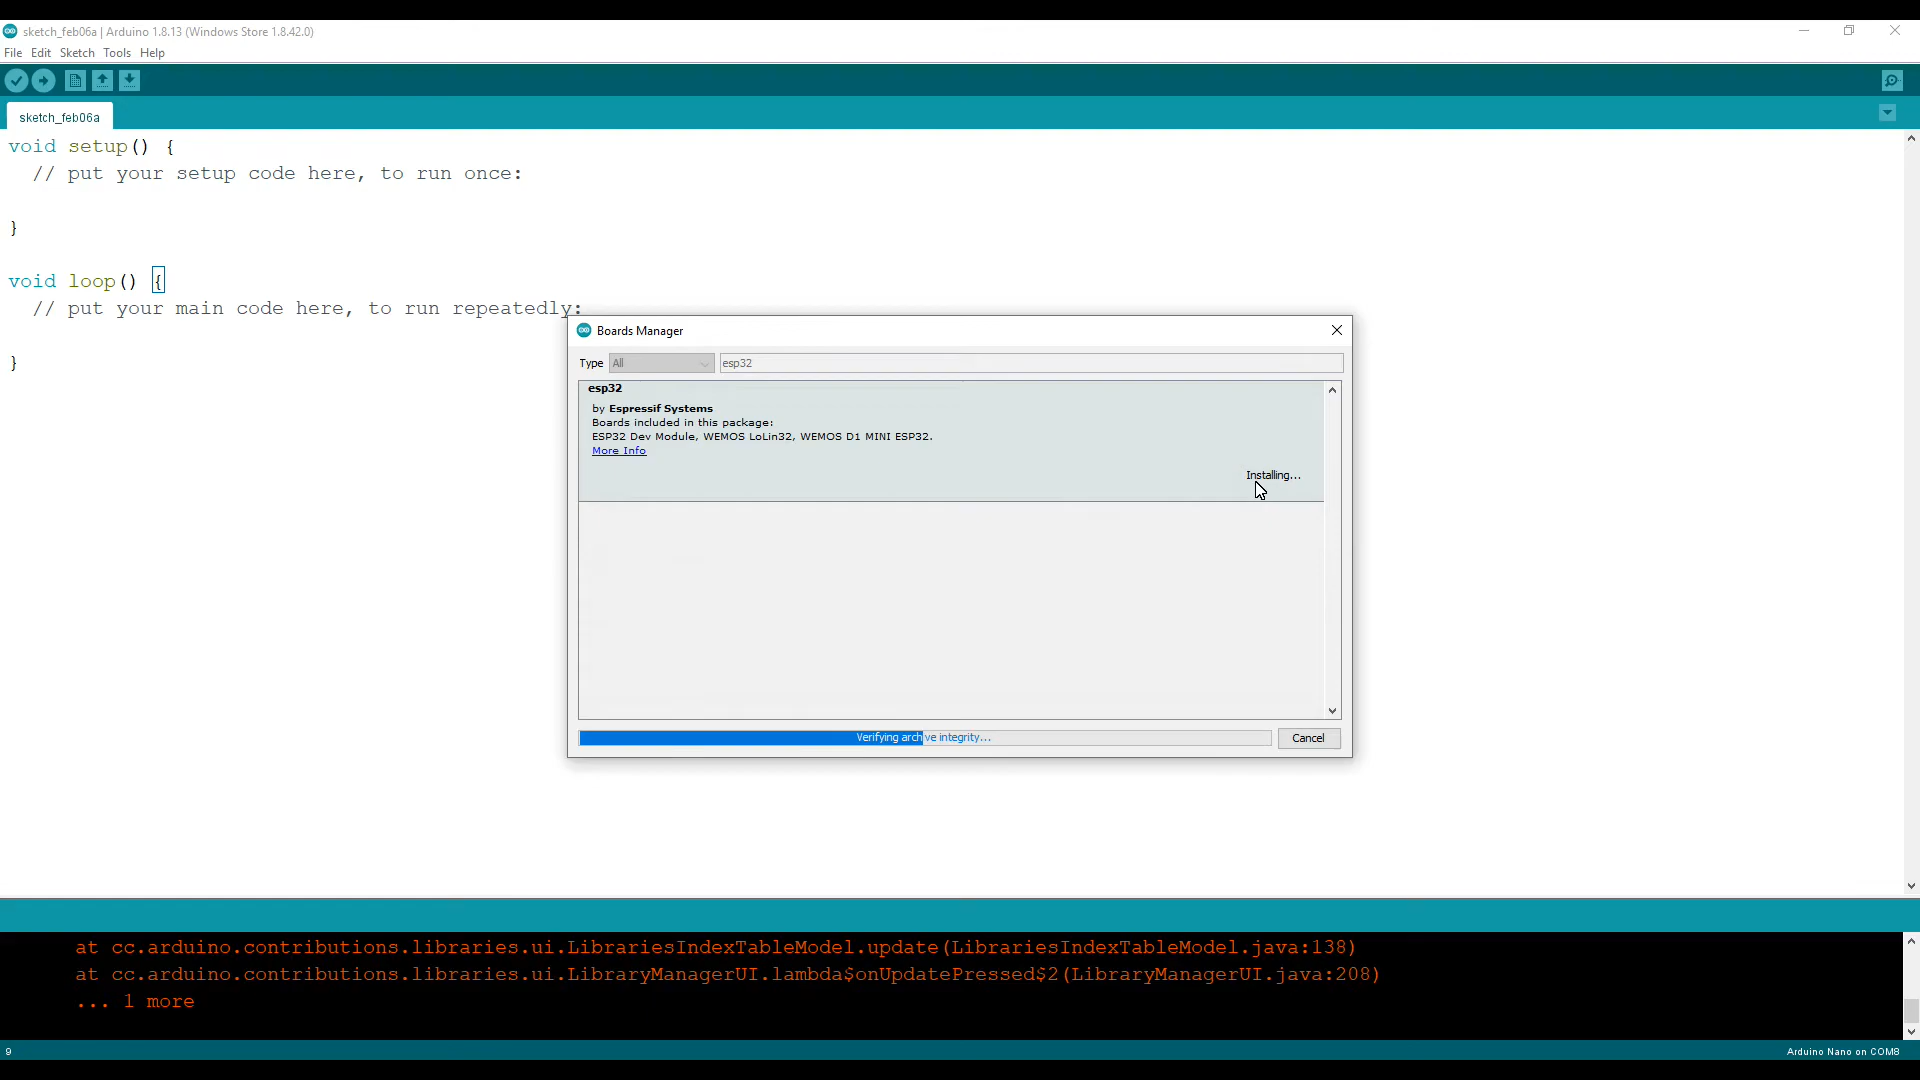 sketch_feb06a | Arduino 1.8.13 (Windows Store 1.8.42.0)
File Edit Sketch Tools Help
sketch_feb06a
void setup() {
// put your setup code here, to run once:
}
void loop() {
// put your main code here, to run repeatedly:
}
Boards Manager
Type All esp32
esp32
by Espressif Systems
Boards included in this package:
ESP32 Dev Module, WEMOS LoLin32, WEMOS D1 MINI ESP32.
More Info
Installing...
Verifying archive integrity...
Cancel
at cc.arduino.contributions.libraries.ui.LibrariesIndexTableModel.update(LibrariesIndexTableModel.java:138)
at cc.arduino.contributions.libraries.ui.LibraryManagerUI.lambda$onUpdatePressed$2(LibraryManagerUI.java:208)
... 1 more
9
Arduino Nano on COM8